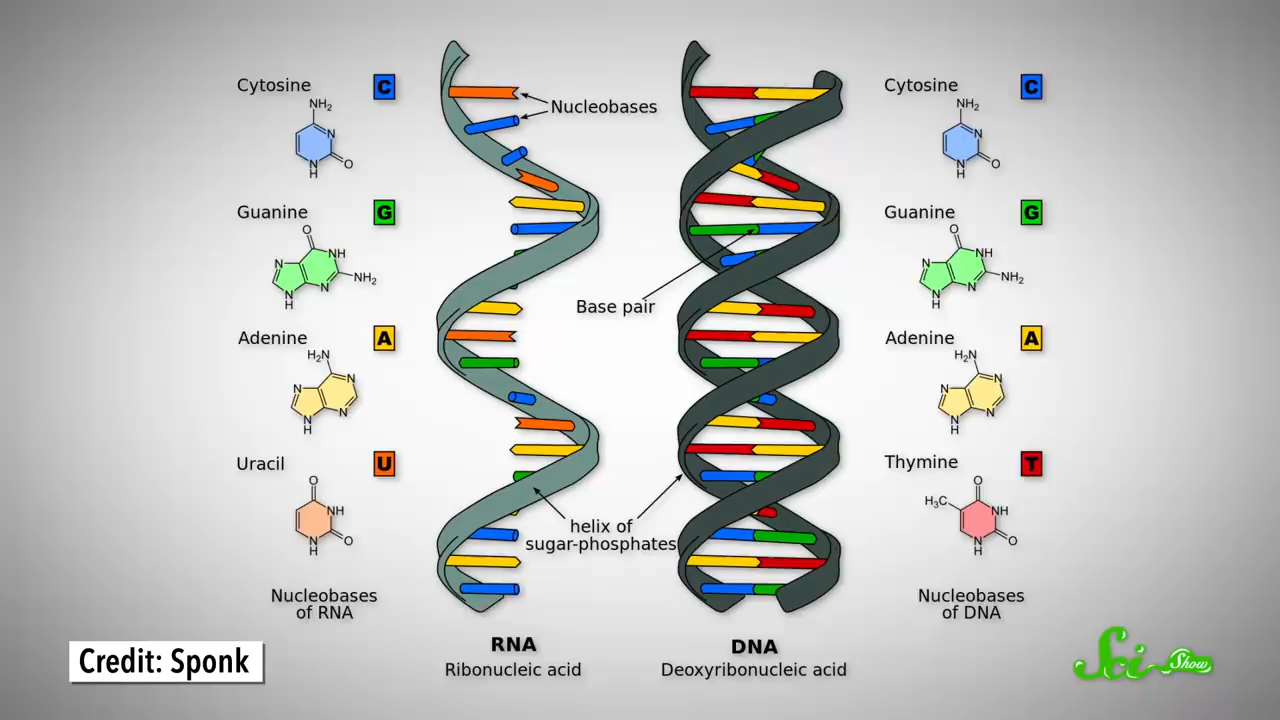 Cytosine
C
NH₂
N
N
H
O
Guanine
G
O
N
NH
N
H
N
NH₂
Adenine
A
H₂N
N
N
N
H
N
Uracil
U
O
NH
N
H
O
Nucleobases
of RNA
Nucleobases
Base pair
helix of
sugar-phosphates
RNA
Ribonucleic acid
DNA
Deoxyribonucleic acid
Cytosine
C
NH₂
N
N
H
O
Guanine
G
O
N
NH
N
H
N
NH₂
Adenine
A
H₂N
N
N
N
H
N
Thymine
T
O
H₃C
NH
N
H
O
Nucleobases
of DNA
Credit: Sponk
Sci Show